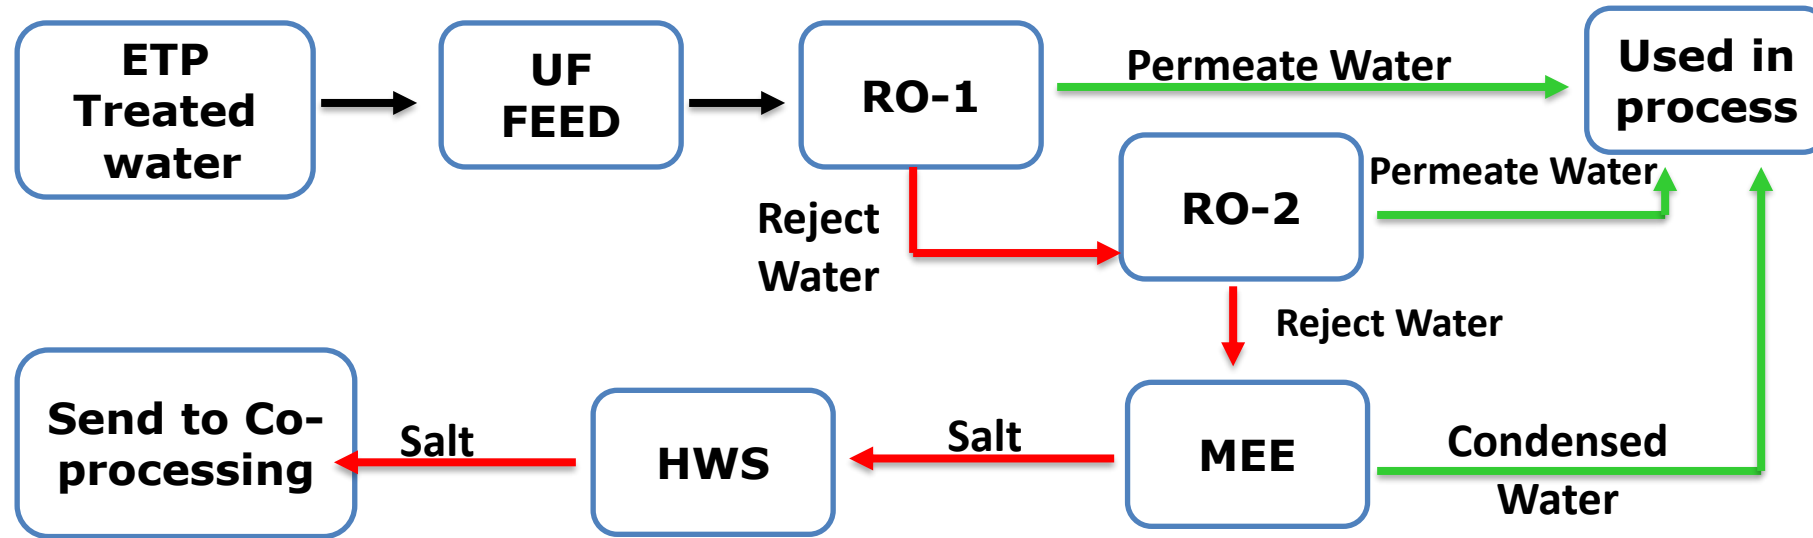 ETP
Treated
water
UF
FEED
RO-1
Permeate Water
Used in
process
Reject
Water
RO-2
Permeate Water
Reject Water
Send to Co-
processing
Salt
HWS
Salt
MEE
Condensed
Water